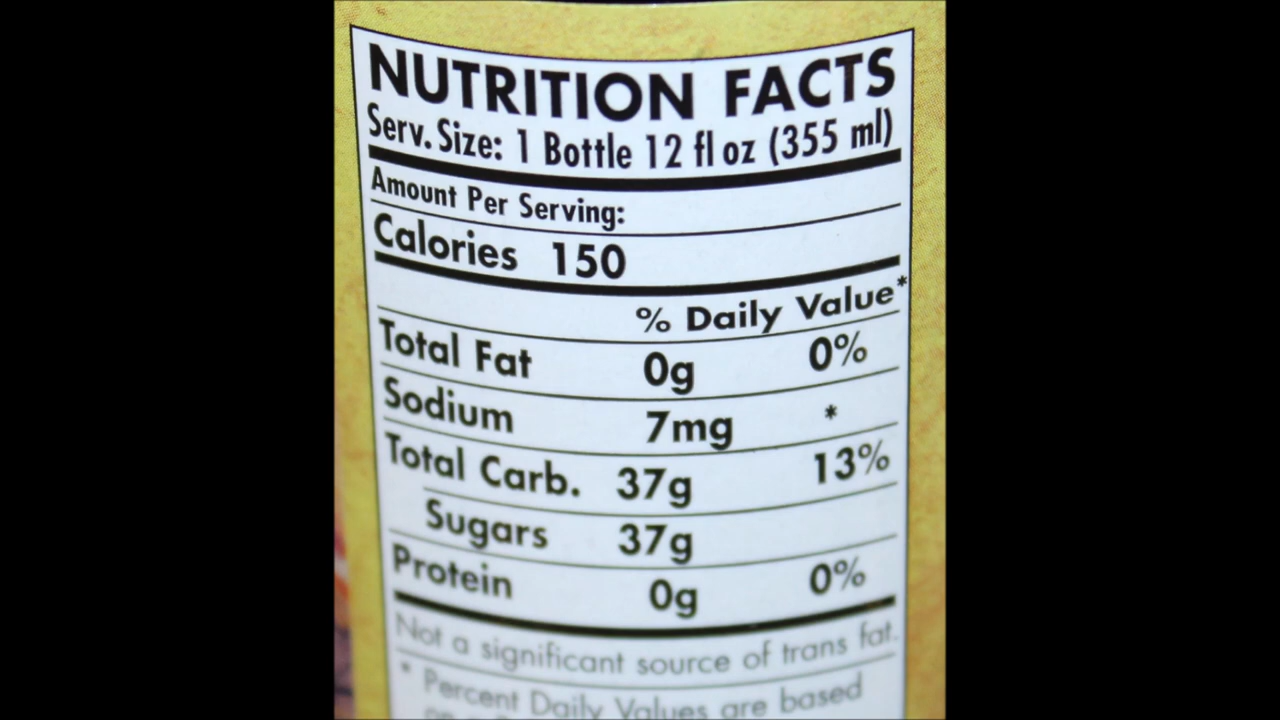 NUTRITION FACTS
Serv. Size: 1 Bottle 12 fl oz (355 ml)
Amount Per Serving:
Calories 150
% Daily Value*
Total Fat 0g 0%
Sodium 7mg *
Total Carb. 37g 13%
Sugars 37g
Protein 0g 0%
Not a significant source of trans fat.
* Percent Daily Values are based